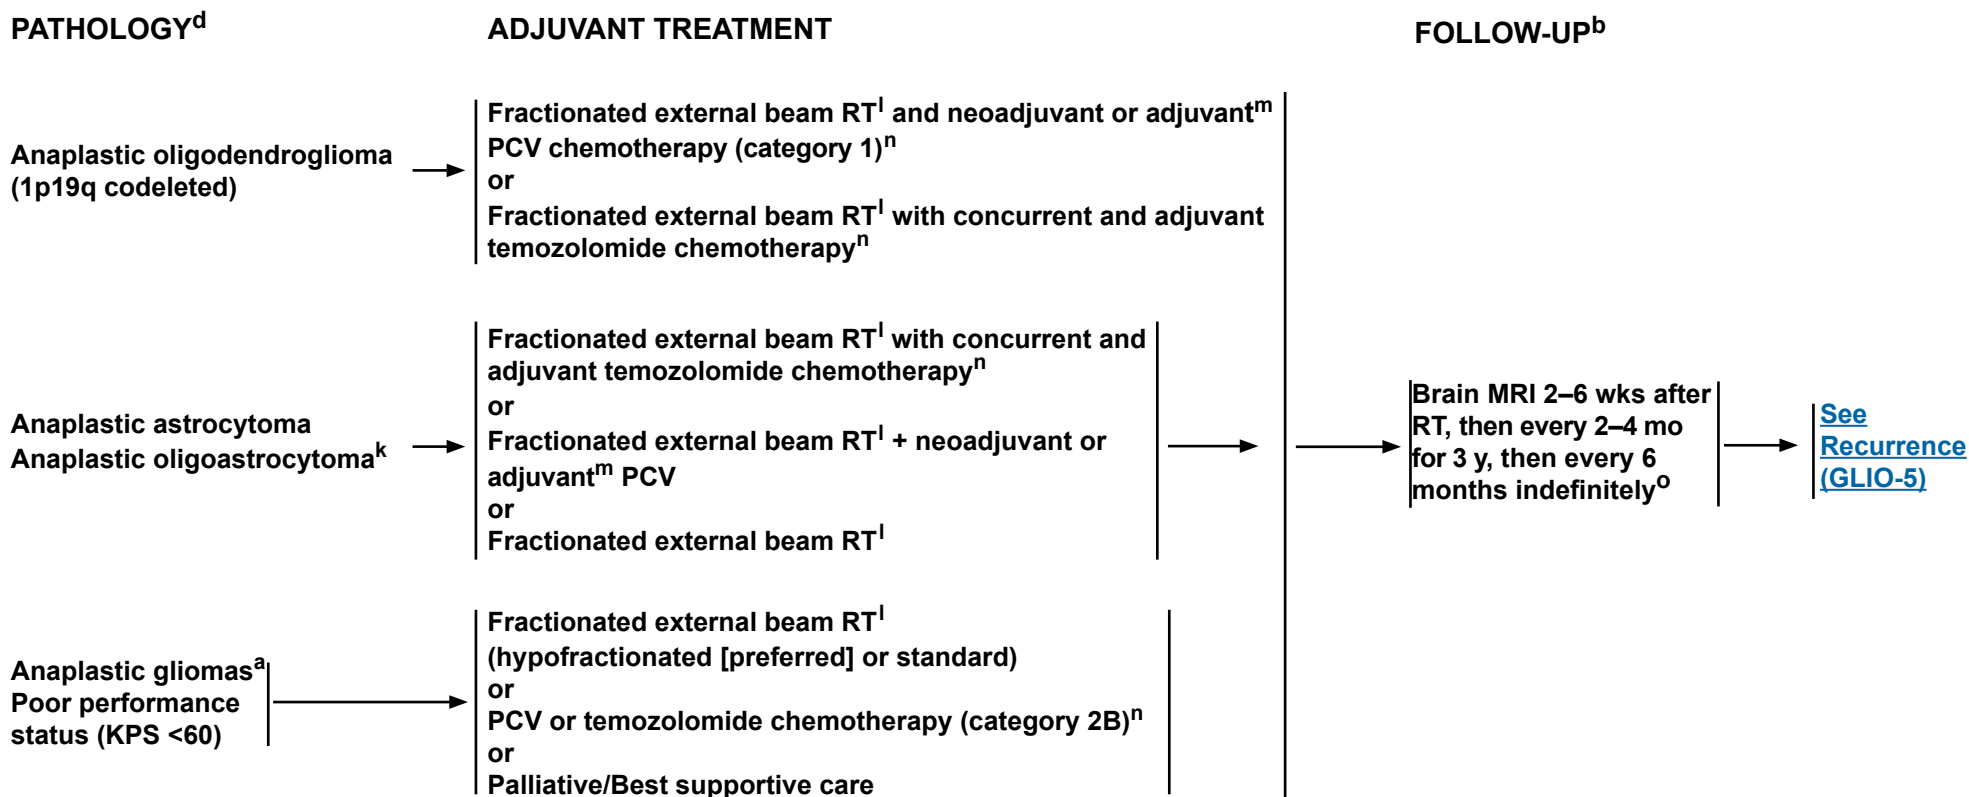 PATHOLOGYd
ADJUVANT TREATMENT
FOLLOW-UPb
Anaplastic oligodendroglioma
(1p19q codeleted)
Fractionated external beam RTl and neoadjuvant or adjuvantm
PCV chemotherapy (category 1)n
or
Fractionated external beam RTl with concurrent and adjuvant
temozolomide chemotherapyn
Anaplastic astrocytoma
Anaplastic oligoastrocytomak
Fractionated external beam RTl with concurrent and
adjuvant temozolomide chemotherapyn
or
Fractionated external beam RTl + neoadjuvant or
adjuvantm PCV
or
Fractionated external beam RTl
Anaplastic gliomasa
Poor performance
status (KPS <60)
Fractionated external beam RTl
(hypofractionated [preferred] or standard)
or
PCV or temozolomide chemotherapy (category 2B)n
or
Palliative/Best supportive care
Brain MRI 2–6 wks after
RT, then every 2–4 mo
for 3 y, then every 6
months indefinitelyo
See
Recurrence
(GLIO-5)